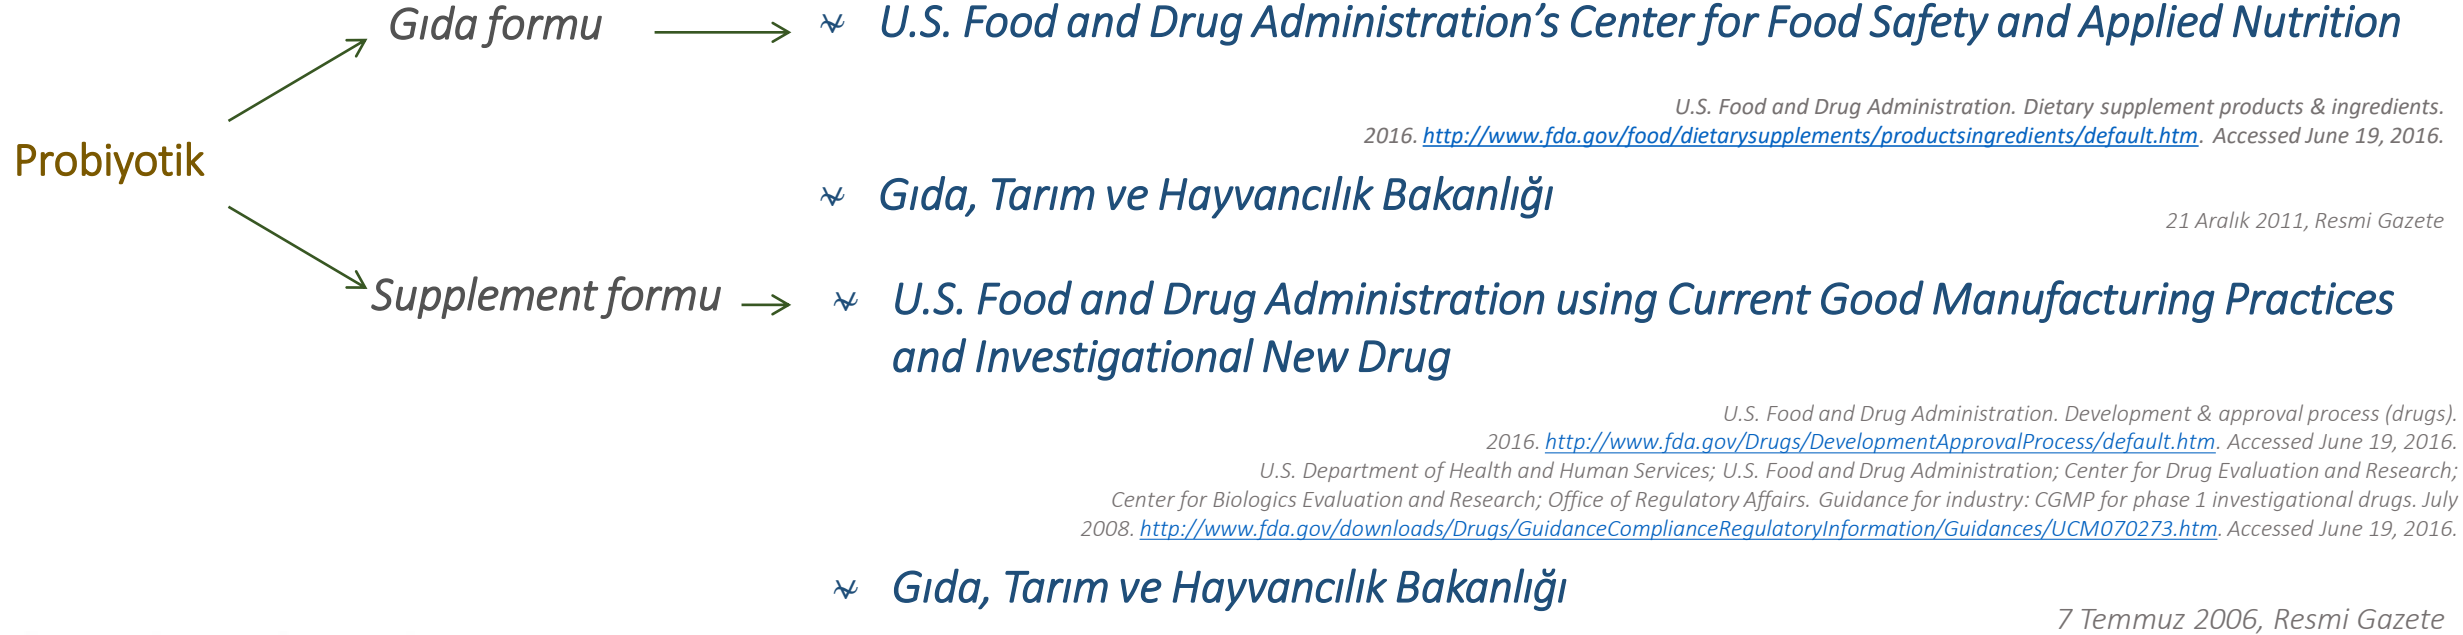 Gıda formu
U.S. Food and Drug Administration's Center for Food Safety and Applied Nutrition
U.S. Food and Drug Administration. Dietary supplement products & ingredients.
2016. http://www.fda.gov/food/dietarysupplements/productsingredients/default.htm. Accessed June 19, 2016.
Probiyotik
Gıda, Tarım ve Hayvancılık Bakanlığı
21 Aralık 2011, Resmi Gazete
Supplement formu
U.S. Food and Drug Administration using Current Good Manufacturing Practices
and Investigational New Drug
U.S. Food and Drug Administration. Development & approval process (drugs).
2016. http://www.fda.gov/Drugs/DevelopmentApprovalProcess/default.htm. Accessed June 19, 2016.
U.S. Department of Health and Human Services; U.S. Food and Drug Administration; Center for Drug Evaluation and Research;
Center for Biologics Evaluation and Research; Office of Regulatory Affairs. Guidance for industry: CGMP for phase 1 investigational drugs. July
2008. http://www.fda.gov/downloads/Drugs/GuidanceComplianceRegulatoryInformation/Guidances/UCM070273.htm. Accessed June 19, 2016.
Gıda, Tarım ve Hayvancılık Bakanlığı
7 Temmuz 2006, Resmi Gazete